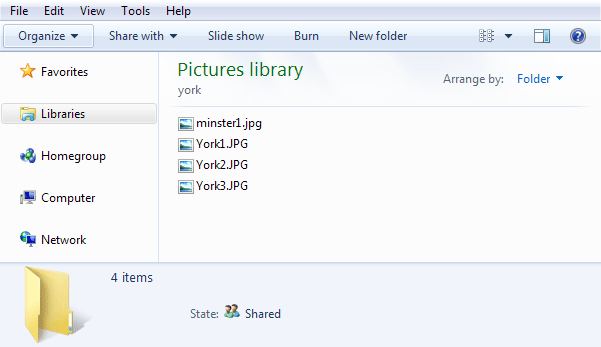 File Edit View Tools Help
Organize Share with Slide show Burn New folder
Favorites
Libraries
Homegroup
Computer
Network
Pictures library
york
Arrange by: Folder
minster1.jpg
York1.JPG
York2.JPG
York3.JPG
4 items
State: Shared